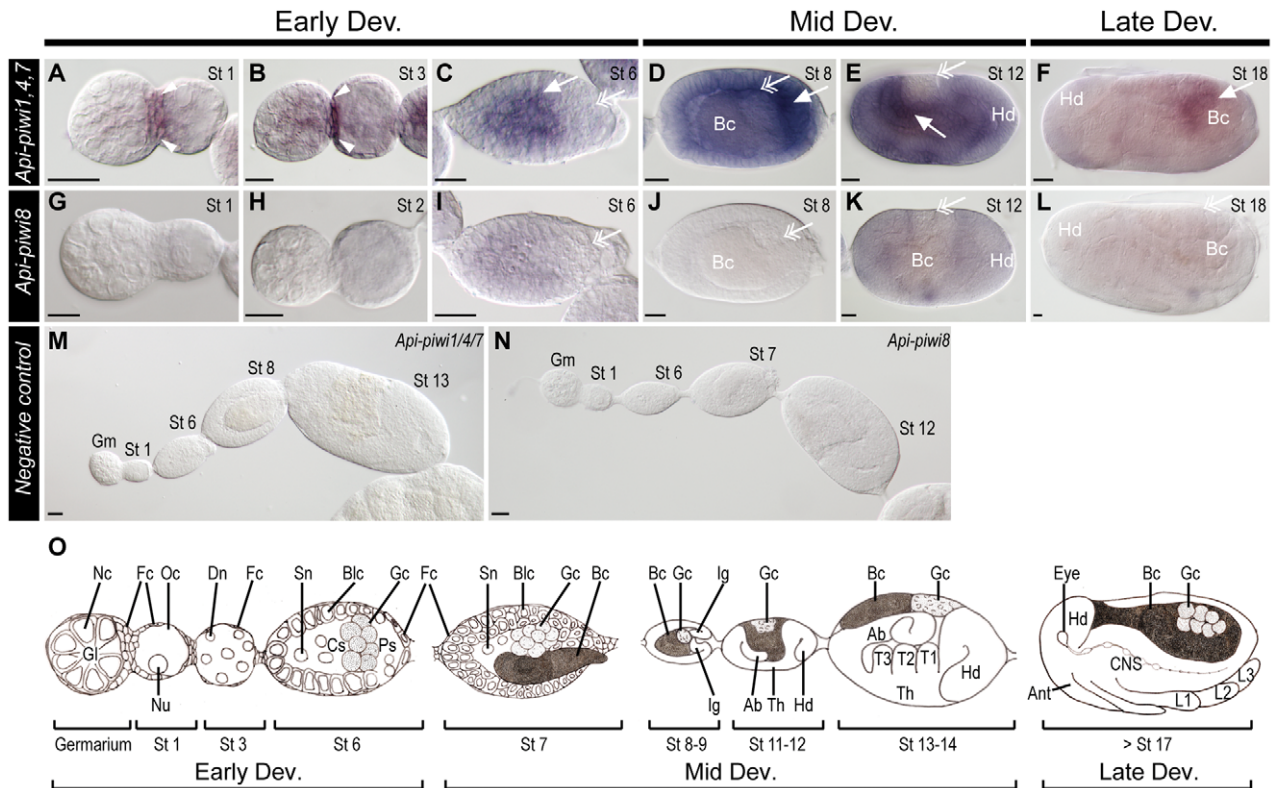 Early Dev. Mid Dev. Late Dev.
Api-piwi1,4,7
A St 1 B St 3 C St 6 D St 8 Bc E St 12 Hd F St 18 Hd Bc
Api-piwi8
G St 1 H St 2 I St 6 J St 8 Bc K St 12 Bc Hd L St 18 Hd Bc
Negative control
M Api-piwi1/4/7
Gm St 1 St 6 St 8 St 13
N Api-piwi8
Gm St 1 St 6 St 7 St 12
O
Nc Fc Oc Dn Fc Sn Blc Gc Fc Sn Blc Gc Bc Bc Gc Ig Gc Bc Gc Eye Bc Gc
Gl Nu Cs Ps Ig Ab Th Hd Ab T3 T2 T1 Th Hd Hd CNS Ant L1 L2 L3
Germarium St 1 St 3 St 6 St 7 St 8-9 St 11-12 St 13-14 > St 17
Early Dev. Mid Dev. Late Dev.